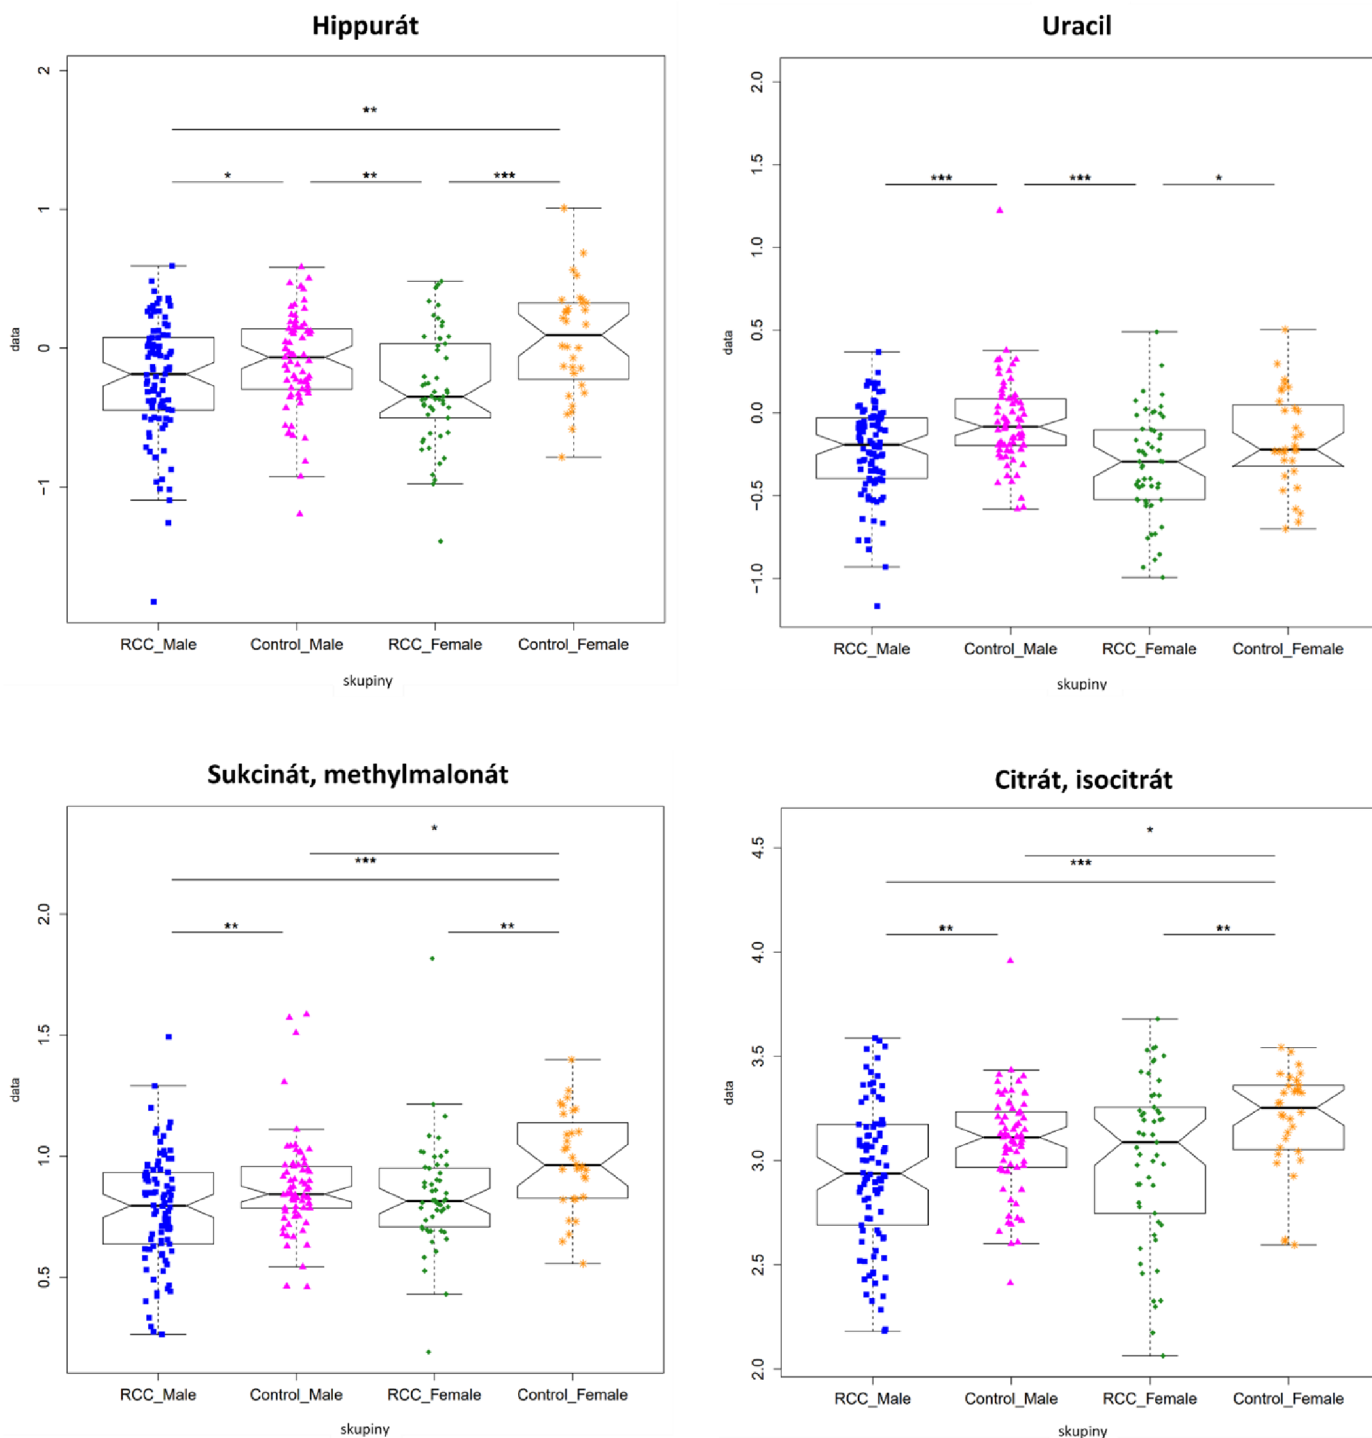 Hippurát
2
1
0
−1
data
**
* ** ***
RCC_Male Control_Male RCC_Female Control_Female
skupiny
Uracil
2.0
1.5
1.0
0.5
0.0
−0.5
−1.0
data
*** *** *
RCC_Male Control_Male RCC_Female Control_Female
skupiny
Sukcinát, methylmalonát
2.0
1.5
1.0
0.5
data
*
***
** **
RCC_Male Control_Male RCC_Female Control_Female
skupiny
Citrát, isocitrát
4.5
4.0
3.5
3.0
2.5
2.0
data
*
***
** **
RCC_Male Control_Male RCC_Female Control_Female
skupiny